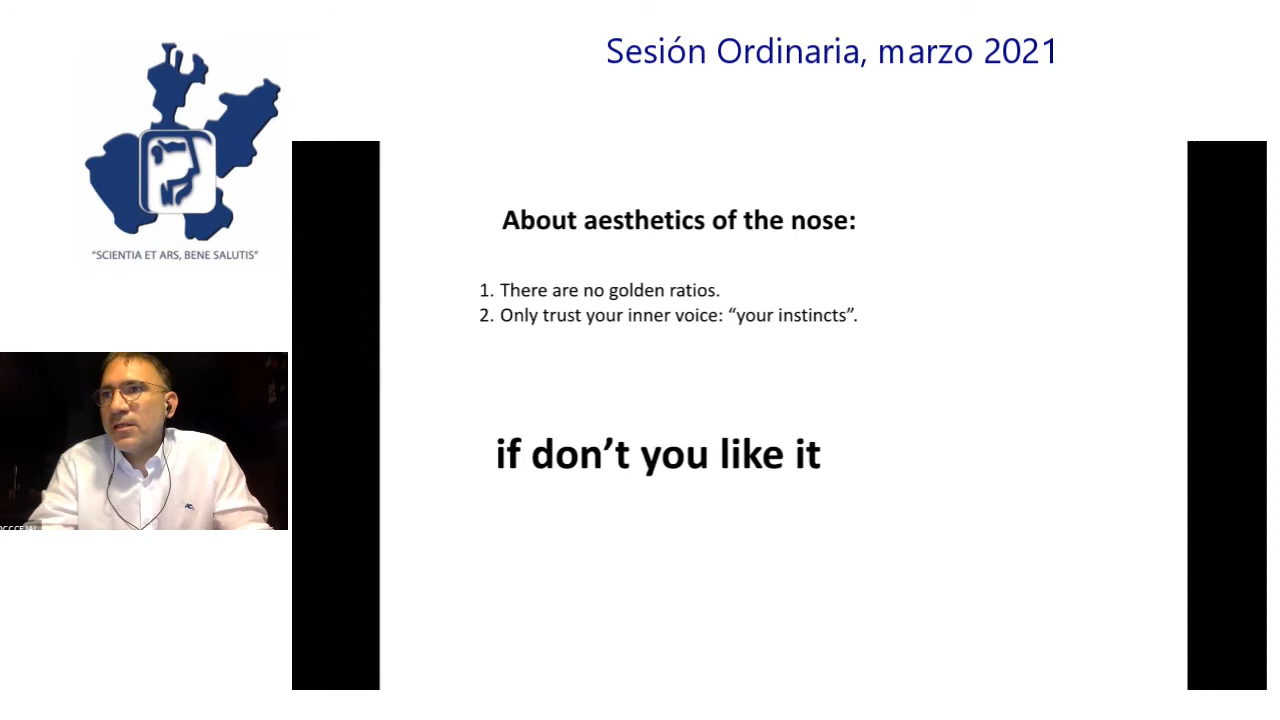 Sesión Ordinaria, marzo 2021
“SCIENTIA ET ARS, BENE SALUTIS”
About aesthetics of the nose:
1. There are no golden ratios.
2. Only trust your inner voice: “your instincts”.
if don’t you like it